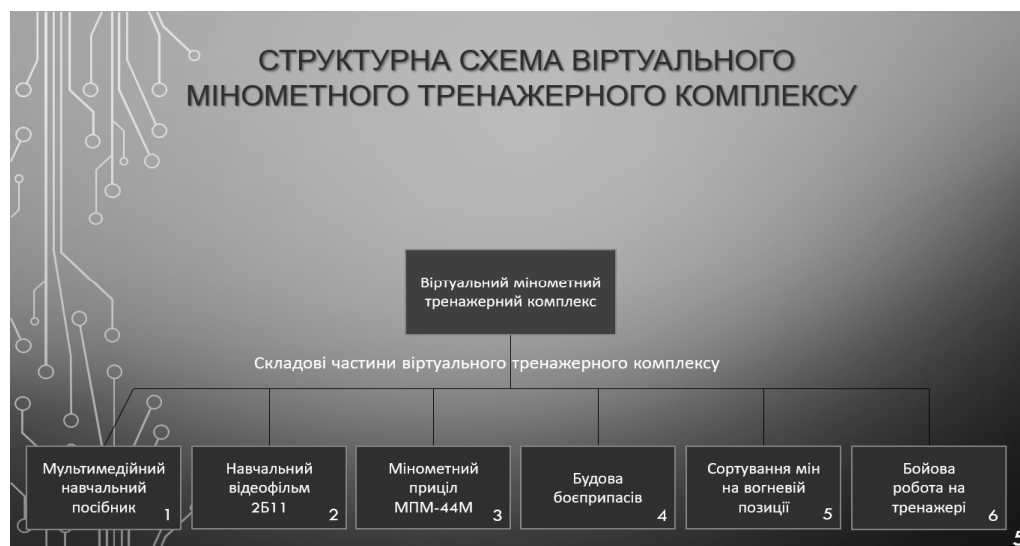 СТРУКТУРНА СХЕМА ВІРТУАЛЬНОГО
МІНОМЕТНОГО ТРЕНАЖЕРНОГО КОМПЛЕКСУ
Віртуальний мінометний
тренажерний комплекс
Складові частини віртуального тренажерного комплексу
Мультимедійний
навчальний
посібник
1
Навчальний
відеофільм
2Б11
2
Мінометний
приціл
МПМ-44М
3
Будова
боєприпасів
4
Сортування мін
на вогневій
позиції
5
Бойова
робота на
тренажері
6
5